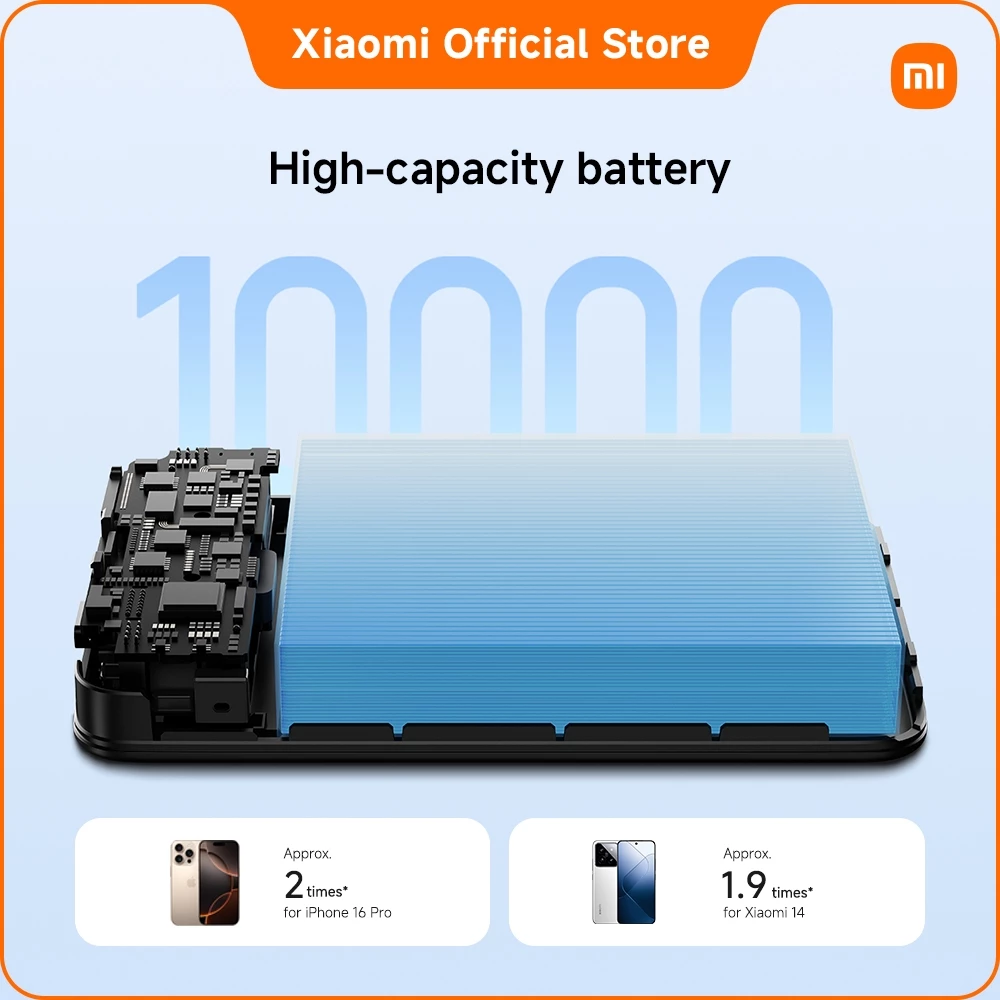 Xiaomi Official Store
mi
High-capacity battery
10000
Approx.
2 times*
for iPhone 16 Pro
Approx.
1.9 times*
for Xiaomi 14